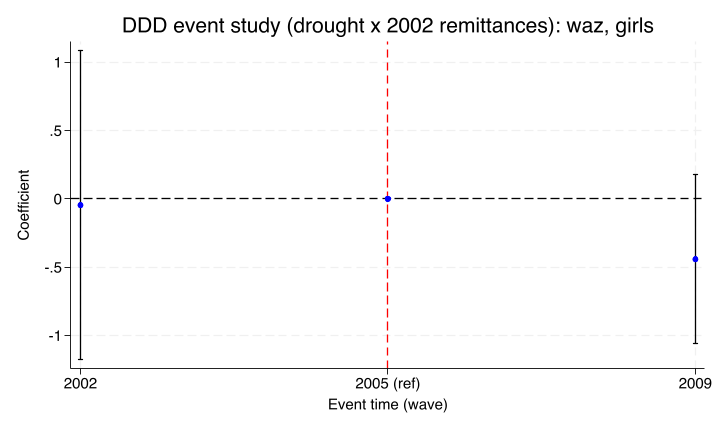 DDD event study (drought x 2002 remittances): waz, girls
Coefficient
1
.5
0
-.5
-1
2002
2005 (ref)
2009
Event time (wave)